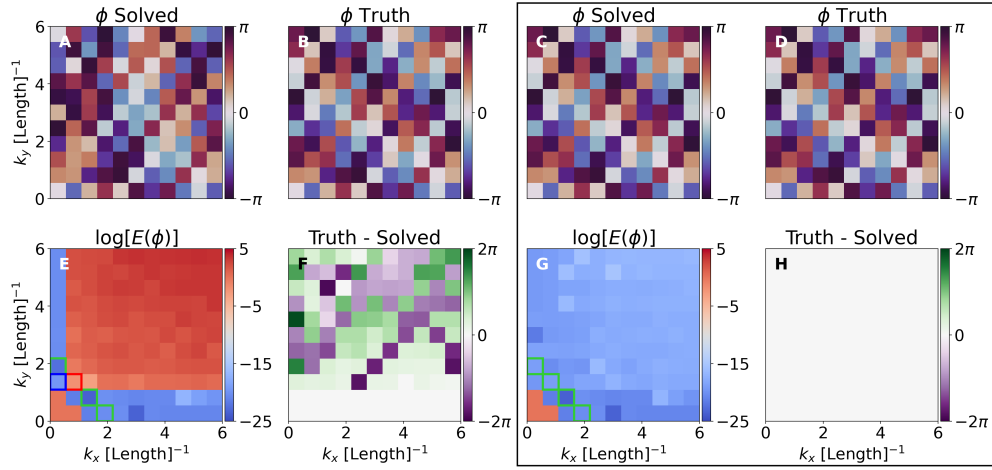 ϕ Solved
ϕ Truth
ϕ Solved
ϕ Truth
A
B
C
D
6
4
2
0
k_y [Length]⁻¹
π
0
−π
π
0
−π
π
0
−π
π
0
−π
log[E(ϕ)]
Truth - Solved
log[E(ϕ)]
Truth - Solved
E
F
G
H
6
4
2
0
k_y [Length]⁻¹
5
−5
−15
−25
2π
0
−2π
5
−5
−15
−25
2π
0
−2π
0 2 4 6
0 2 4 6
0 2 4 6
0 2 4 6
k_x [Length]⁻¹
k_x [Length]⁻¹
k_x [Length]⁻¹
k_x [Length]⁻¹